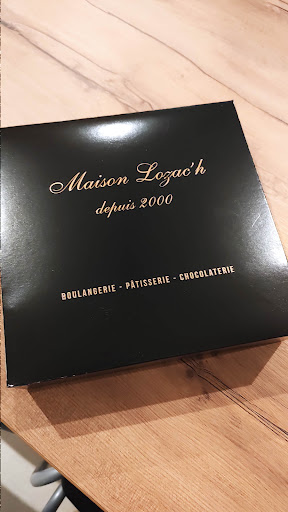 Maison Lozac'h
depuis 2000
BOULANGERIE - PÂTISSERIE - CHOCOLATERIE